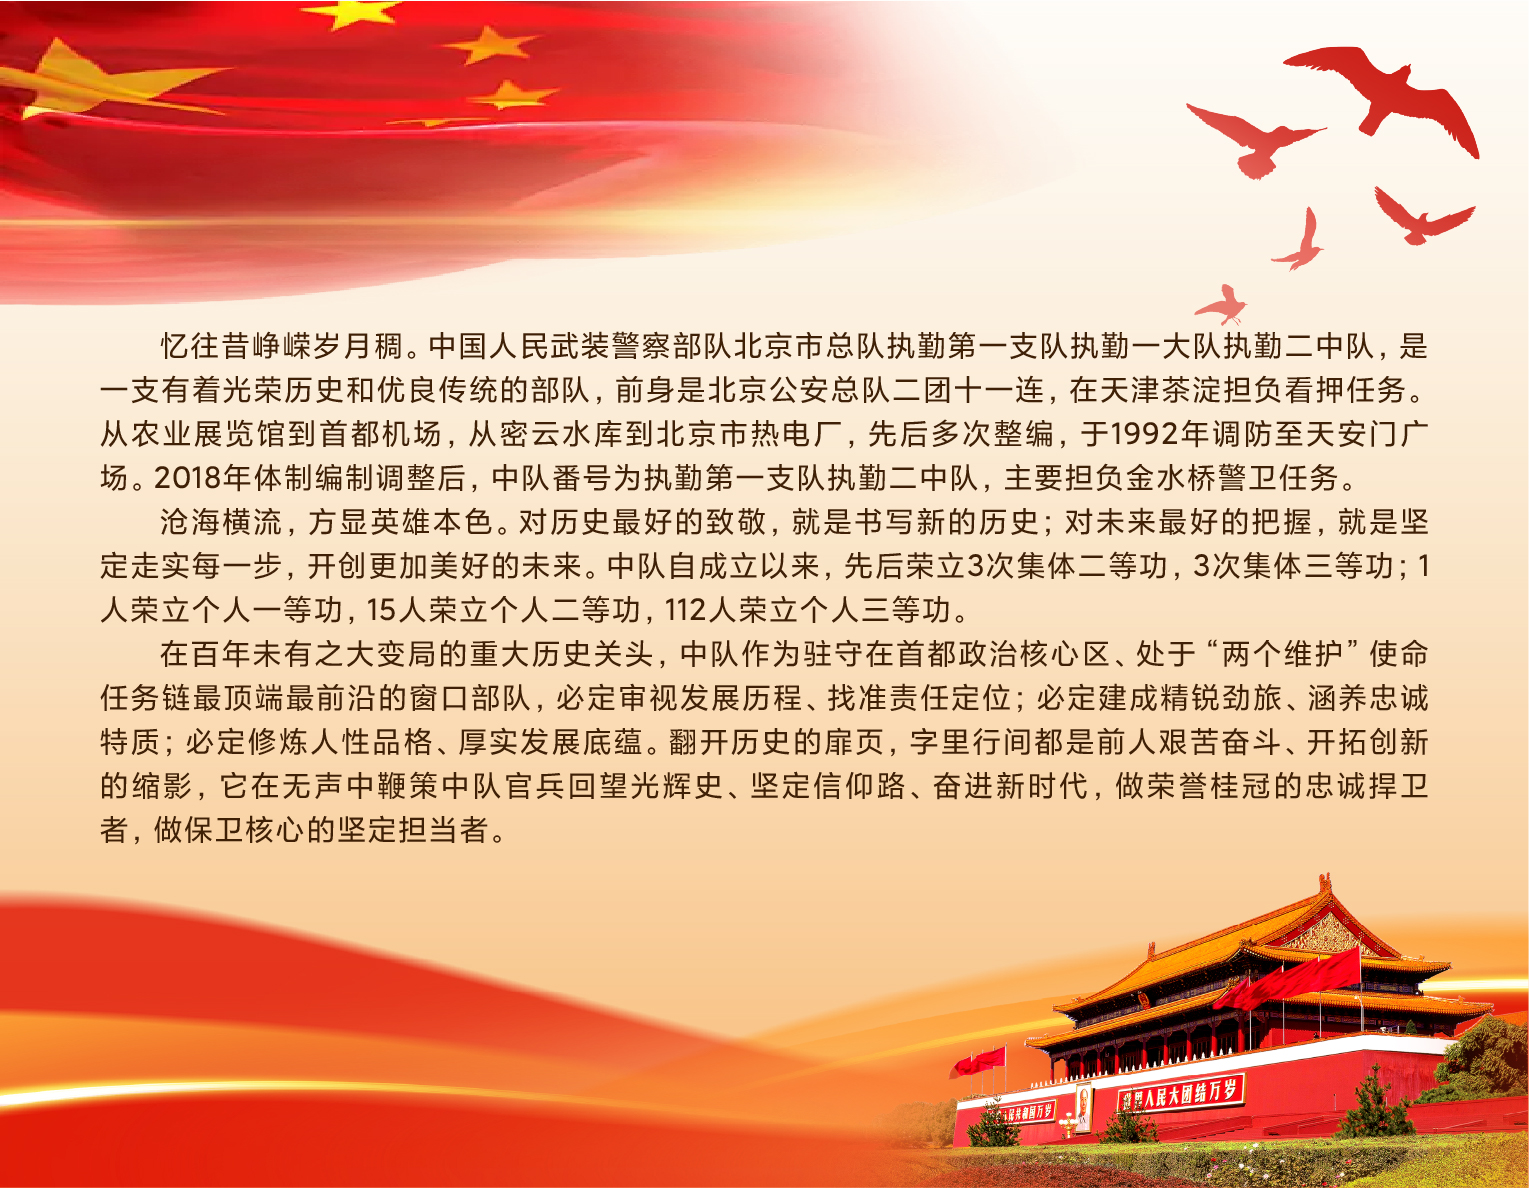 忆往昔峥嵘岁月稠。中国人民武装警察部队北京市总队执勤第一支队执勤一大队执勤二中队，是
一支有着光荣历史和优良传统的部队，前身是北京公安总队二团十一连，在天津茶淀担负看押任务。
从农业展览馆到首都机场，从密云水库到北京市热电厂，先后多次整编，于1992年调防至天安门广
场。2018年体制编制调整后，中队番号为执勤第一支队执勤二中队，主要担负金水桥警卫任务。
沧海横流，方显英雄本色。对历史最好的致敬，就是书写新的历史；对未来最好的把握，就是坚
定走实每一步，开创更加美好的未来。中队自成立以来，先后荣立3次集体二等功，3次集体三等功；1
人荣立个人一等功，15人荣立个人二等功，112人荣立个人三等功。
在百年未有之大变局的重大历史关头，中队作为驻守在首都政治核心区、处于“两个维护”使命
任务链最顶端最前沿的窗口部队，必定审视发展历程、找准责任定位；必定建成精锐劲旅、涵养忠诚
特质；必定修炼人性品格、厚实发展底蕴。翻开历史的扉页，字里行间都是前人艰苦奋斗、开拓创新
的缩影，它在无声中鞭策中队官兵回望光辉史、坚定信仰路、奋进新时代，做荣誉桂冠的忠诚捍卫
者，做保卫核心的坚定担当者。
人民共和国万岁
世界人民大团结万岁